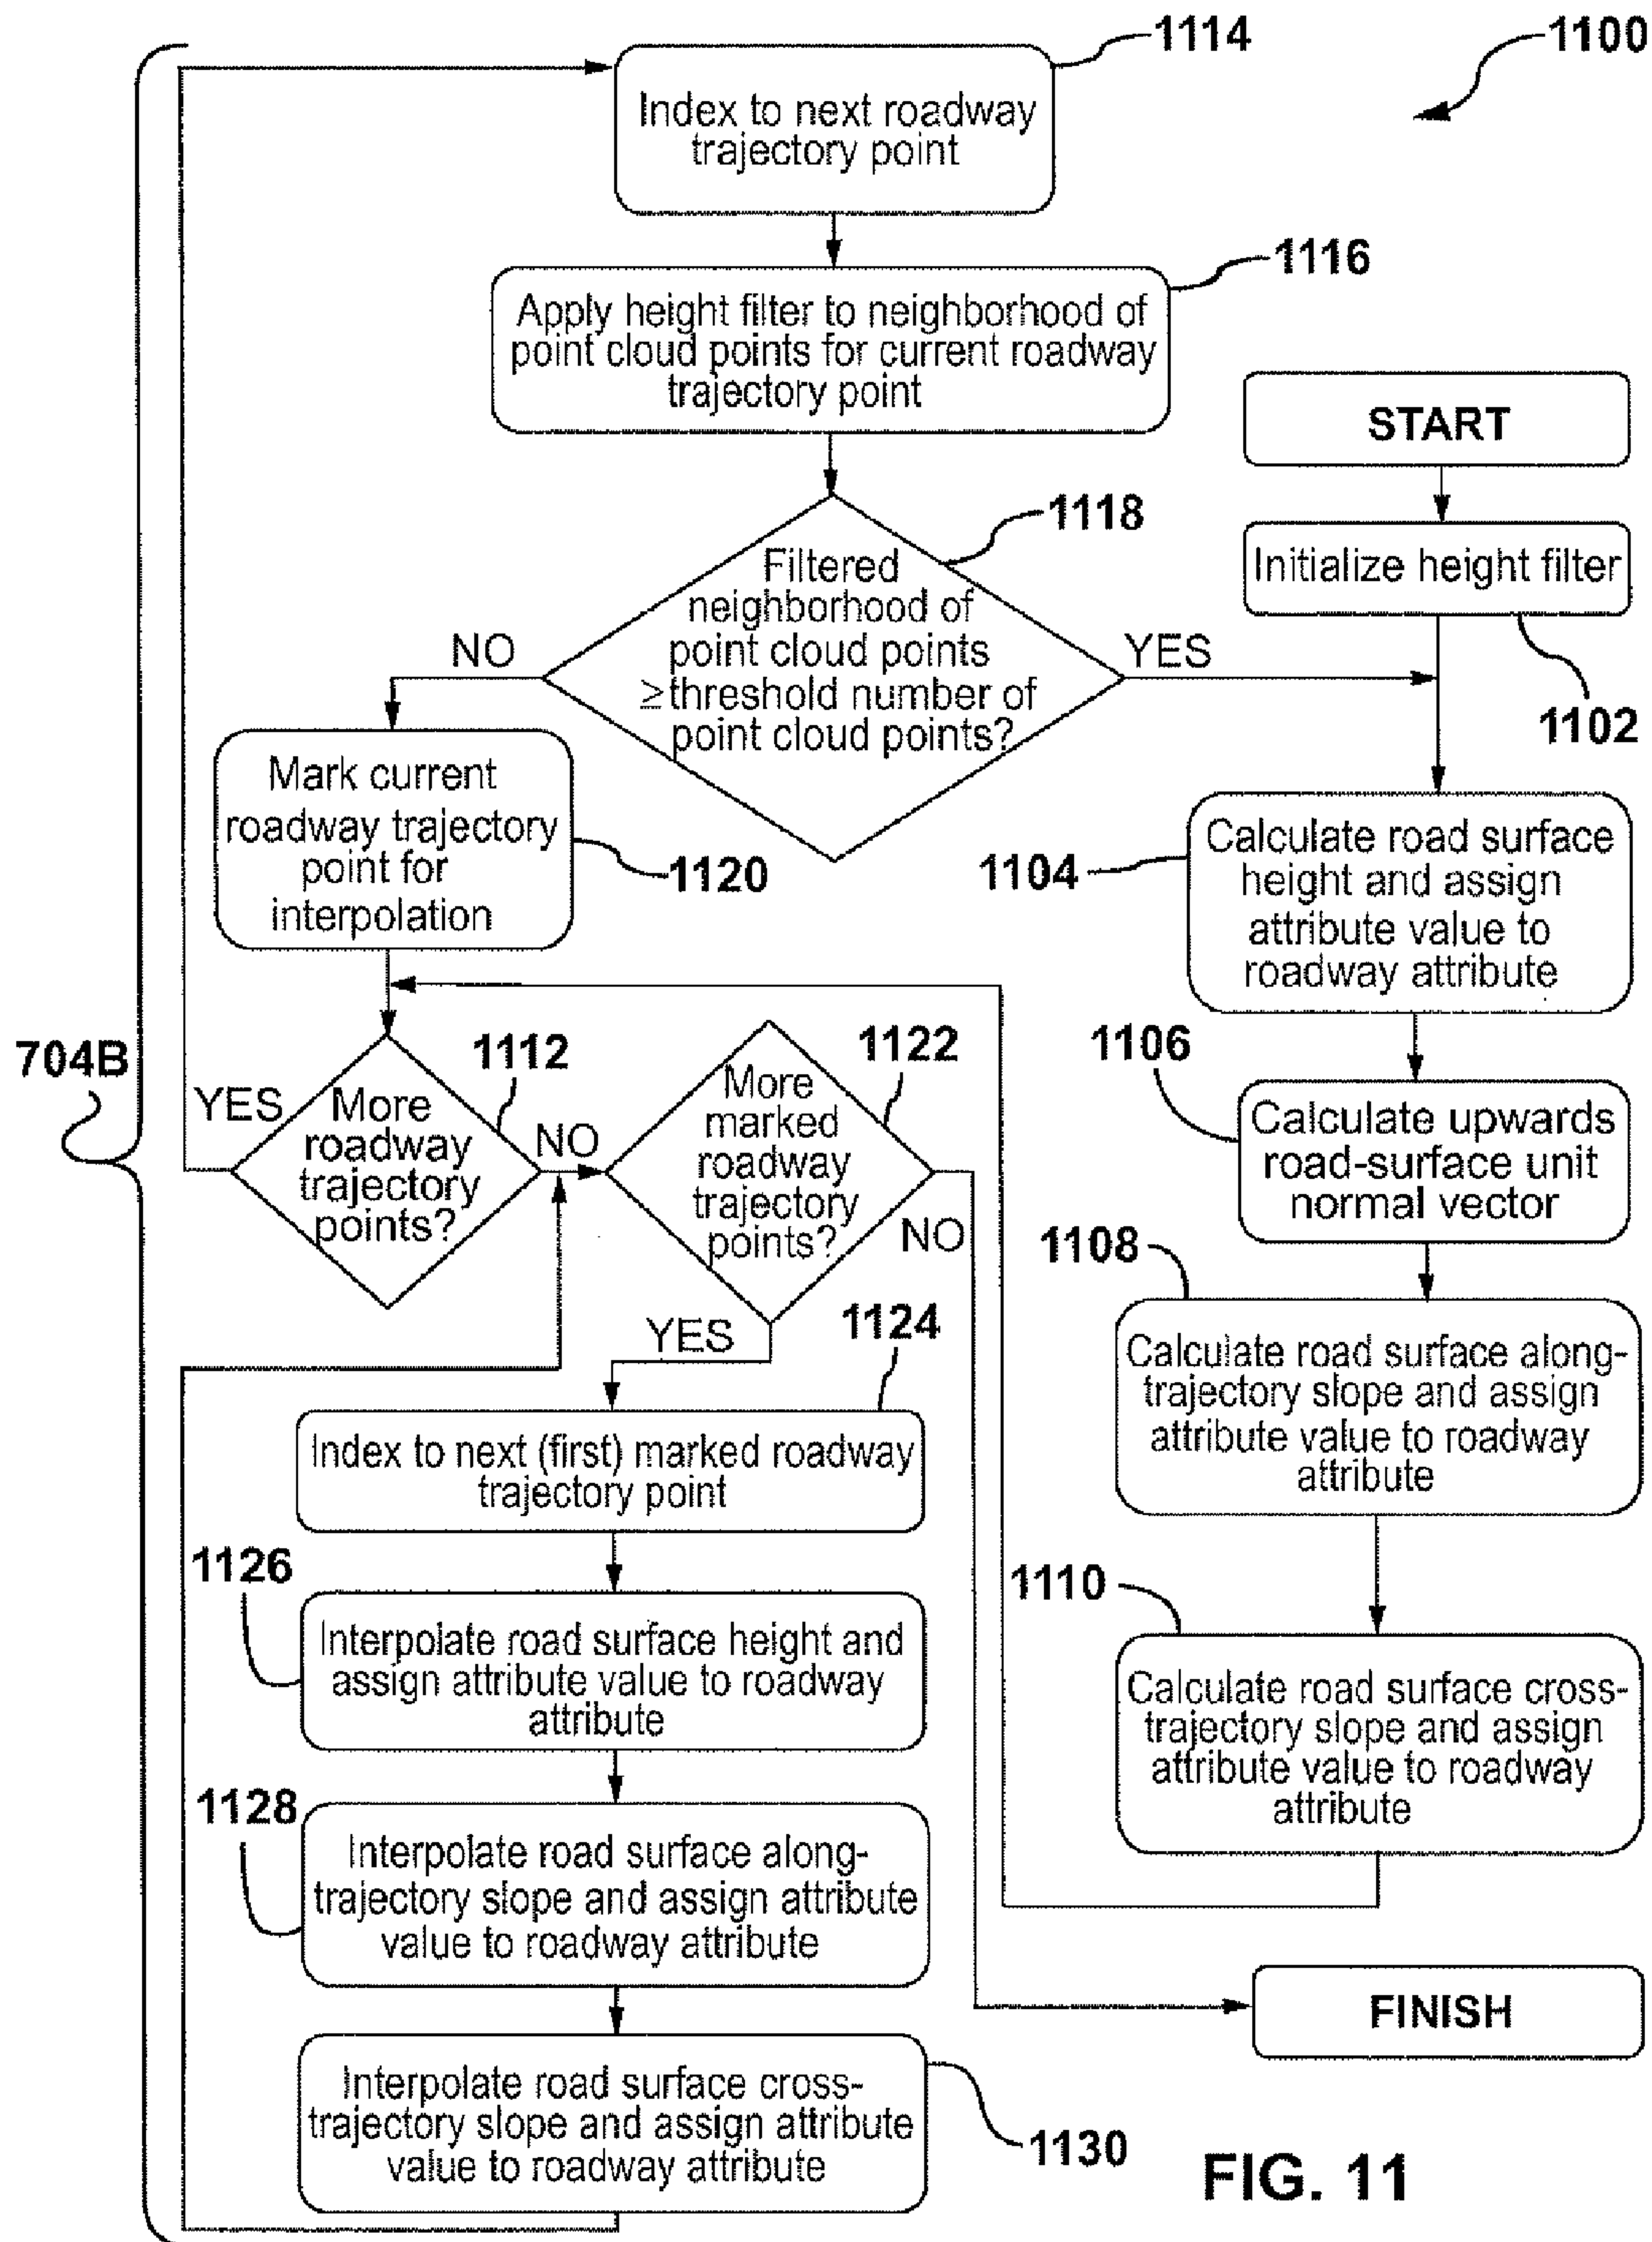 1114
1100
Index to next roadway
trajectory point
1116
Apply height filter to neighborhood of
point cloud points for current roadway
trajectory point
START
1118
Filtered
neighborhood of
point cloud points
≥threshold number of
point cloud points?
Initialize height filter
NO
YES
1102
Mark current
roadway trajectory
point for
interpolation
1120
1104
Calculate road surface
height and assign
attribute value to
roadway attribute
704B
1112
1122
1106
YES
More
roadway
trajectory
points?
NO
More
marked
roadway
trajectory
points?
NO
Calculate upwards
road-surface unit
normal vector
1108
YES
1124
Calculate road surface along-
trajectory slope and assign
attribute value to roadway
attribute
Index to next (first) marked roadway
trajectory point
1126
1110
Interpolate road surface height and
assign attribute value to roadway
attribute
Calculate road surface cross-
trajectory slope and assign
attribute value to roadway
attribute
1128
Interpolate road surface along-
trajectory slope and assign attribute
value to roadway attribute
FINISH
Interpolate road surface cross-
trajectory slope and assign attribute
value to roadway attribute
1130
FIG. 11